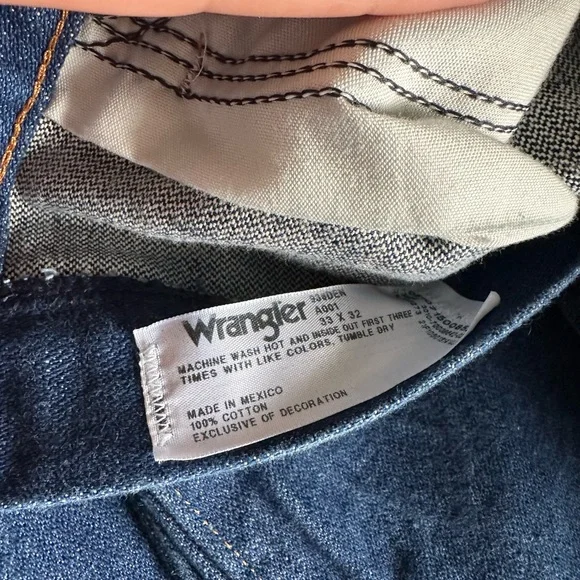 Wrangler
936DEN
A001
33 X 32
MACHINE WASH HOT AND INSIDE OUT FIRST THREE
TIMES WITH LIKE COLORS, TUMBLE DRY
MADE IN MEXICO
100% COTTON
EXCLUSIVE OF DECORATION